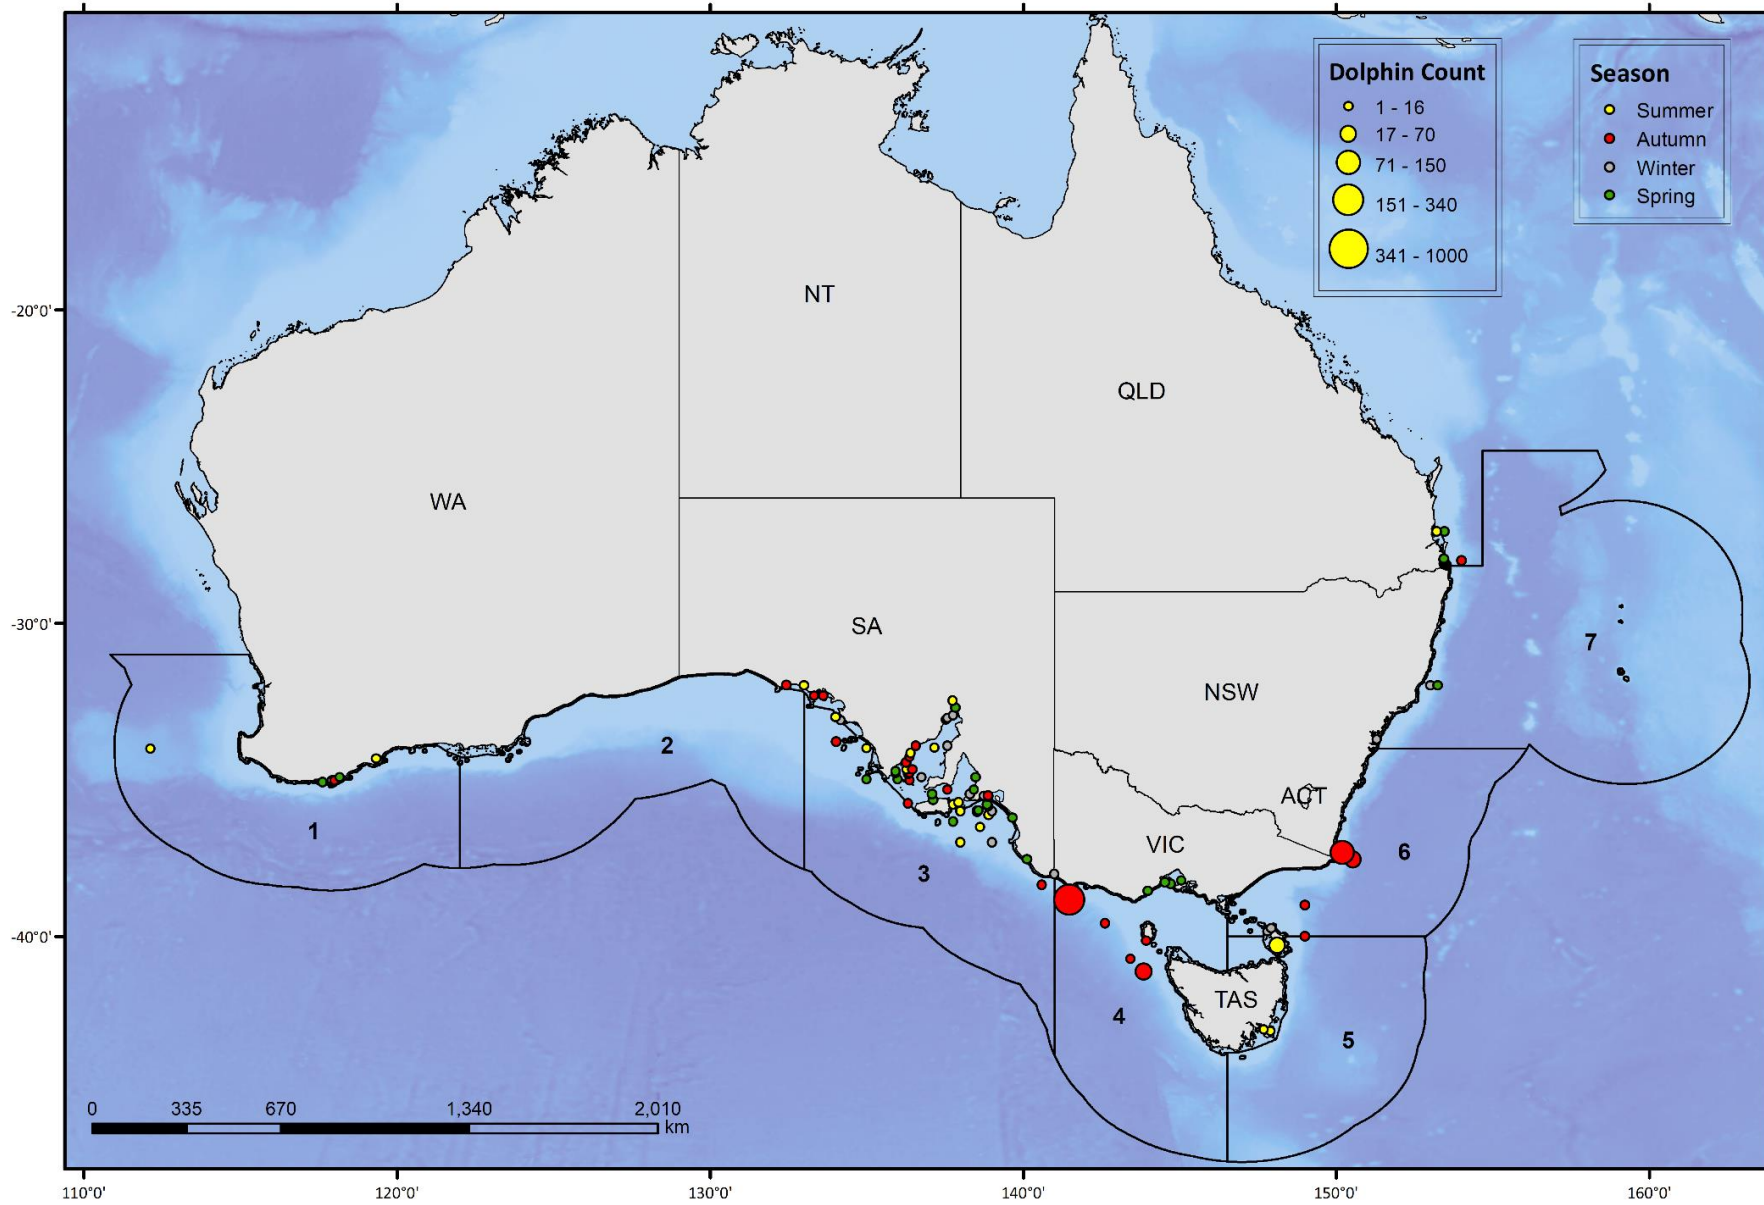 Dolphin Count
1 - 16
17 - 70
71 - 150
151 - 340
341 - 1000
Season
Summer
Autumn
Winter
Spring
-20°0'
-30°0'
-40°0'
NT
QLD
WA
SA
NSW
ACT
VIC
TAS
7
2
1
6
3
4
5
0 335 670 1,340 2,010
km
110°0' 120°0' 130°0' 140°0' 150°0' 160°0'